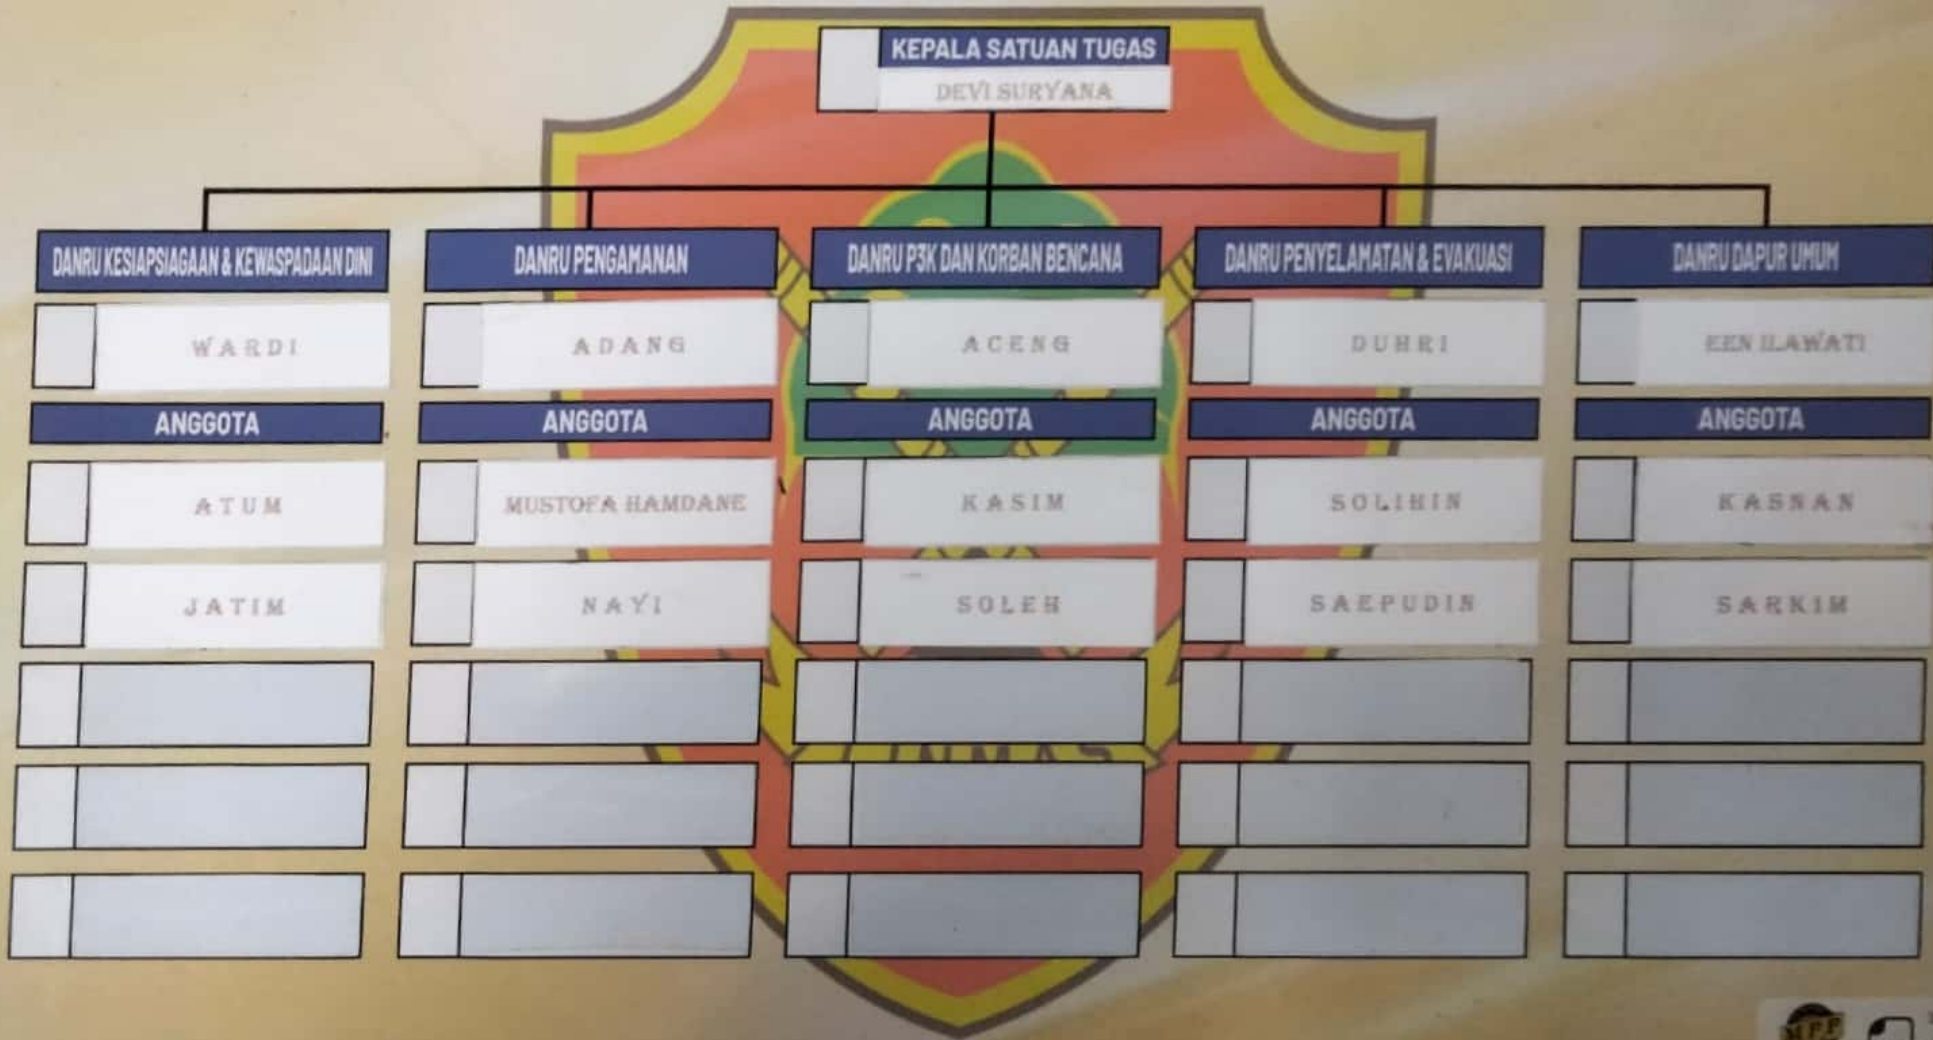 KEPALA SATUAN TUGAS
DEVI SURYANA
DANRU KESIAPSIAGAAN & KEWASPADAAN DINI
DANRU PENGAMANAN
DANRU P3K DAN KORBAN BENCANA
DANRU PENYELAMATAN & EVAKUASI
DANRU DAPUR UMUM
WARDI
ADANG
ACENG
DUHRI
EEN ILAWATI
ANGGOTA
ANGGOTA
ANGGOTA
ANGGOTA
ANGGOTA
ATUM
MUSTOFA HAMDANE
KASIM
SOLIHIN
KASNAN
JATIM
NAYI
SOLEH
SAEPUDIN
SARKIM
MPP